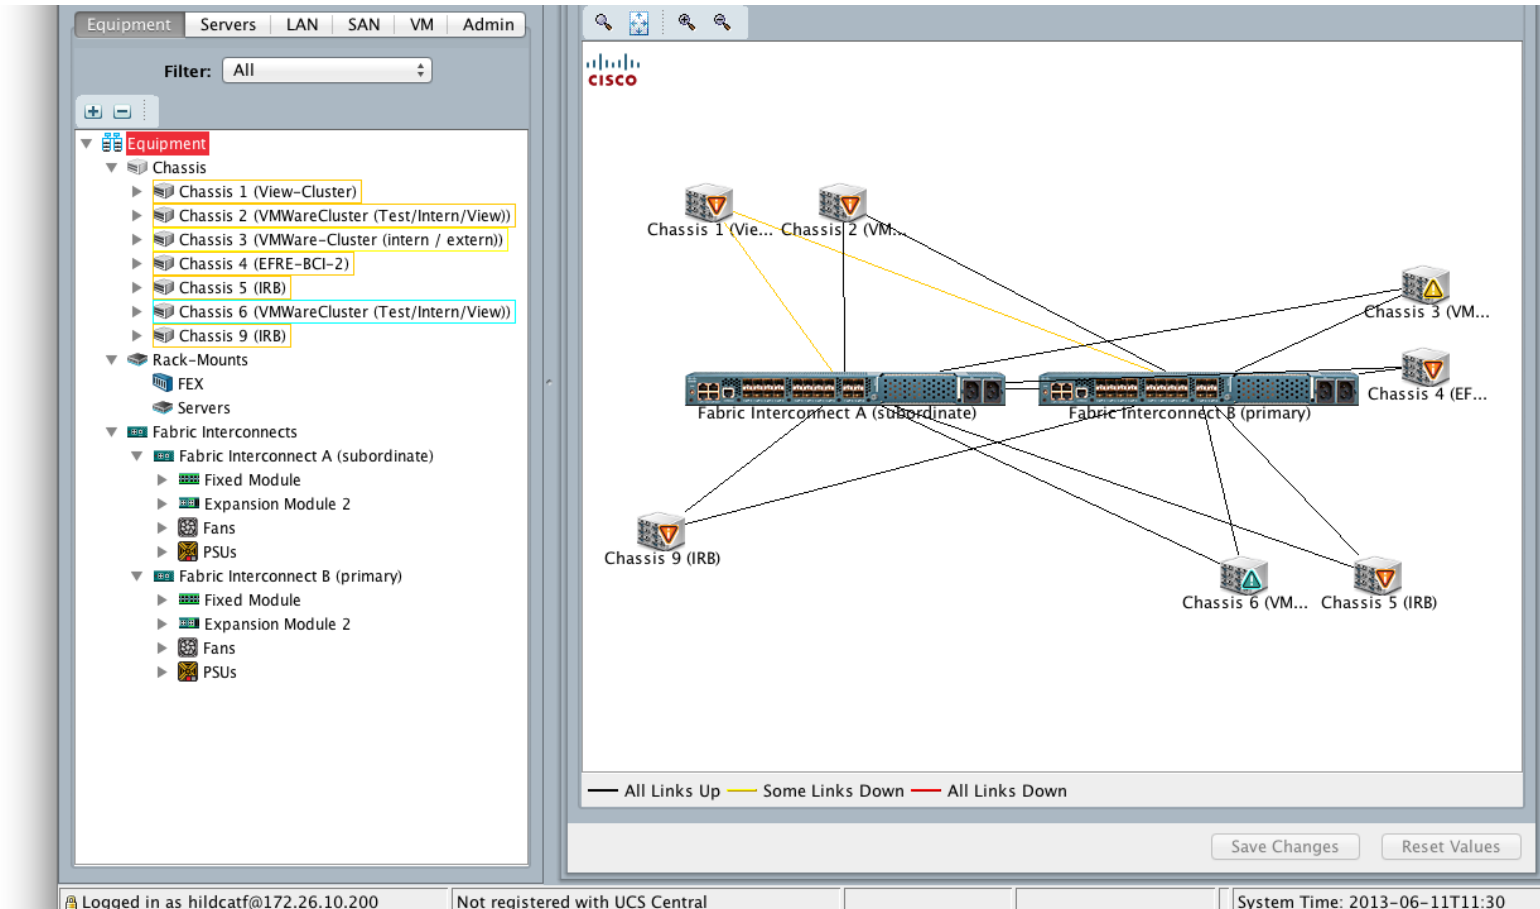 Equipment Servers LAN SAN VM Admin
Filter: All
Equipment
Chassis
Chassis 1 (View-Cluster)
Chassis 2 (VMWareCluster (Test/Intern/View))
Chassis 3 (VMWare-Cluster (intern / extern))
Chassis 4 (EFRE-BCI-2)
Chassis 5 (IRB)
Chassis 6 (VMWareCluster (Test/Intern/View))
Chassis 9 (IRB)
Rack-Mounts
FEX
Servers
Fabric Interconnects
Fabric Interconnect A (subordinate)
Fixed Module
Expansion Module 2
Fans
PSUs
Fabric Interconnect B (primary)
Fixed Module
Expansion Module 2
Fans
PSUs
CISCO
Chassis 1 (Vie... Chassis 2 (VM...
Chassis 3 (VM...
Chassis 4 (EF...
Fabric Interconnect A (subordinate) Fabric Interconnect B (primary)
Chassis 9 (IRB)
Chassis 6 (VM... Chassis 5 (IRB)
All Links Up Some Links Down All Links Down
Save Changes Reset Values
Logged in as hildcatf@172.26.10.200 Not registered with UCS Central System Time: 2013-06-11T11:30